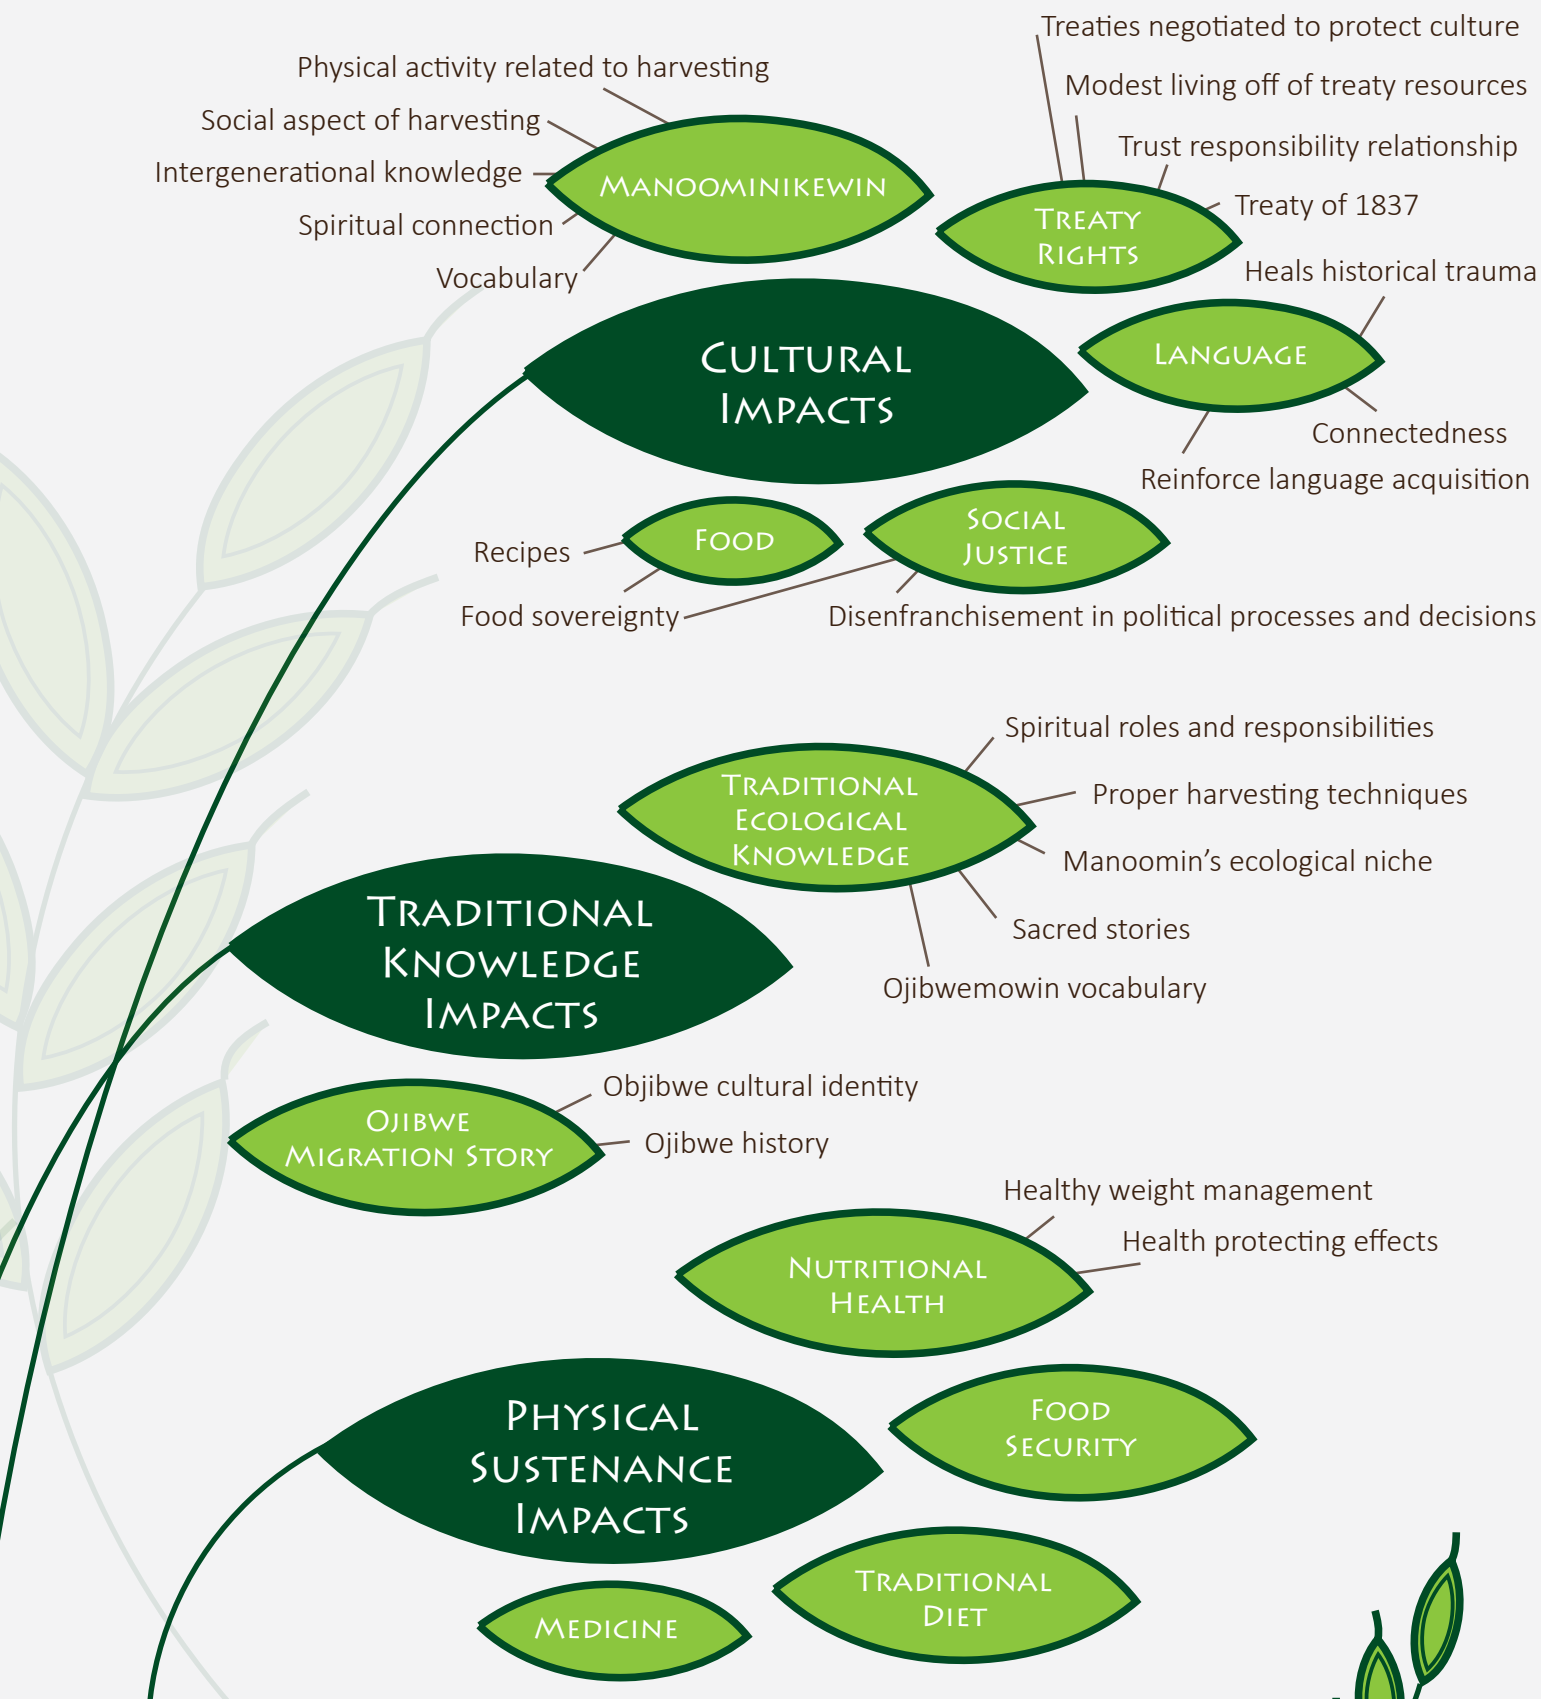 Physical activity related to harvesting
Social aspect of harvesting
Intergenerational knowledge
Spiritual connection
Vocabulary
Manoominikewin
Treaties negotiated to protect culture
Modest living off of treaty resources
Trust responsibility relationship
Treaty of 1837
Treaty
Rights
Heals historical trauma
Language
Connectedness
Reinforce language acquisition
Cultural
Impacts
Food
Recipes
Food sovereignty
Social
Justice
Disenfranchisement in political processes and decisions
Traditional
Ecological
Knowledge
Spiritual roles and responsibilities
Proper harvesting techniques
Manoomin’s ecological niche
Sacred stories
Ojibwemowin vocabulary
Traditional
Knowledge
Impacts
Ojibwe
Migration Story
Objibwe cultural identity
Ojibwe history
Healthy weight management
Health protecting effects
Nutritional
Health
Physical
Sustenance
Impacts
Food
Security
Traditional
Diet
Medicine